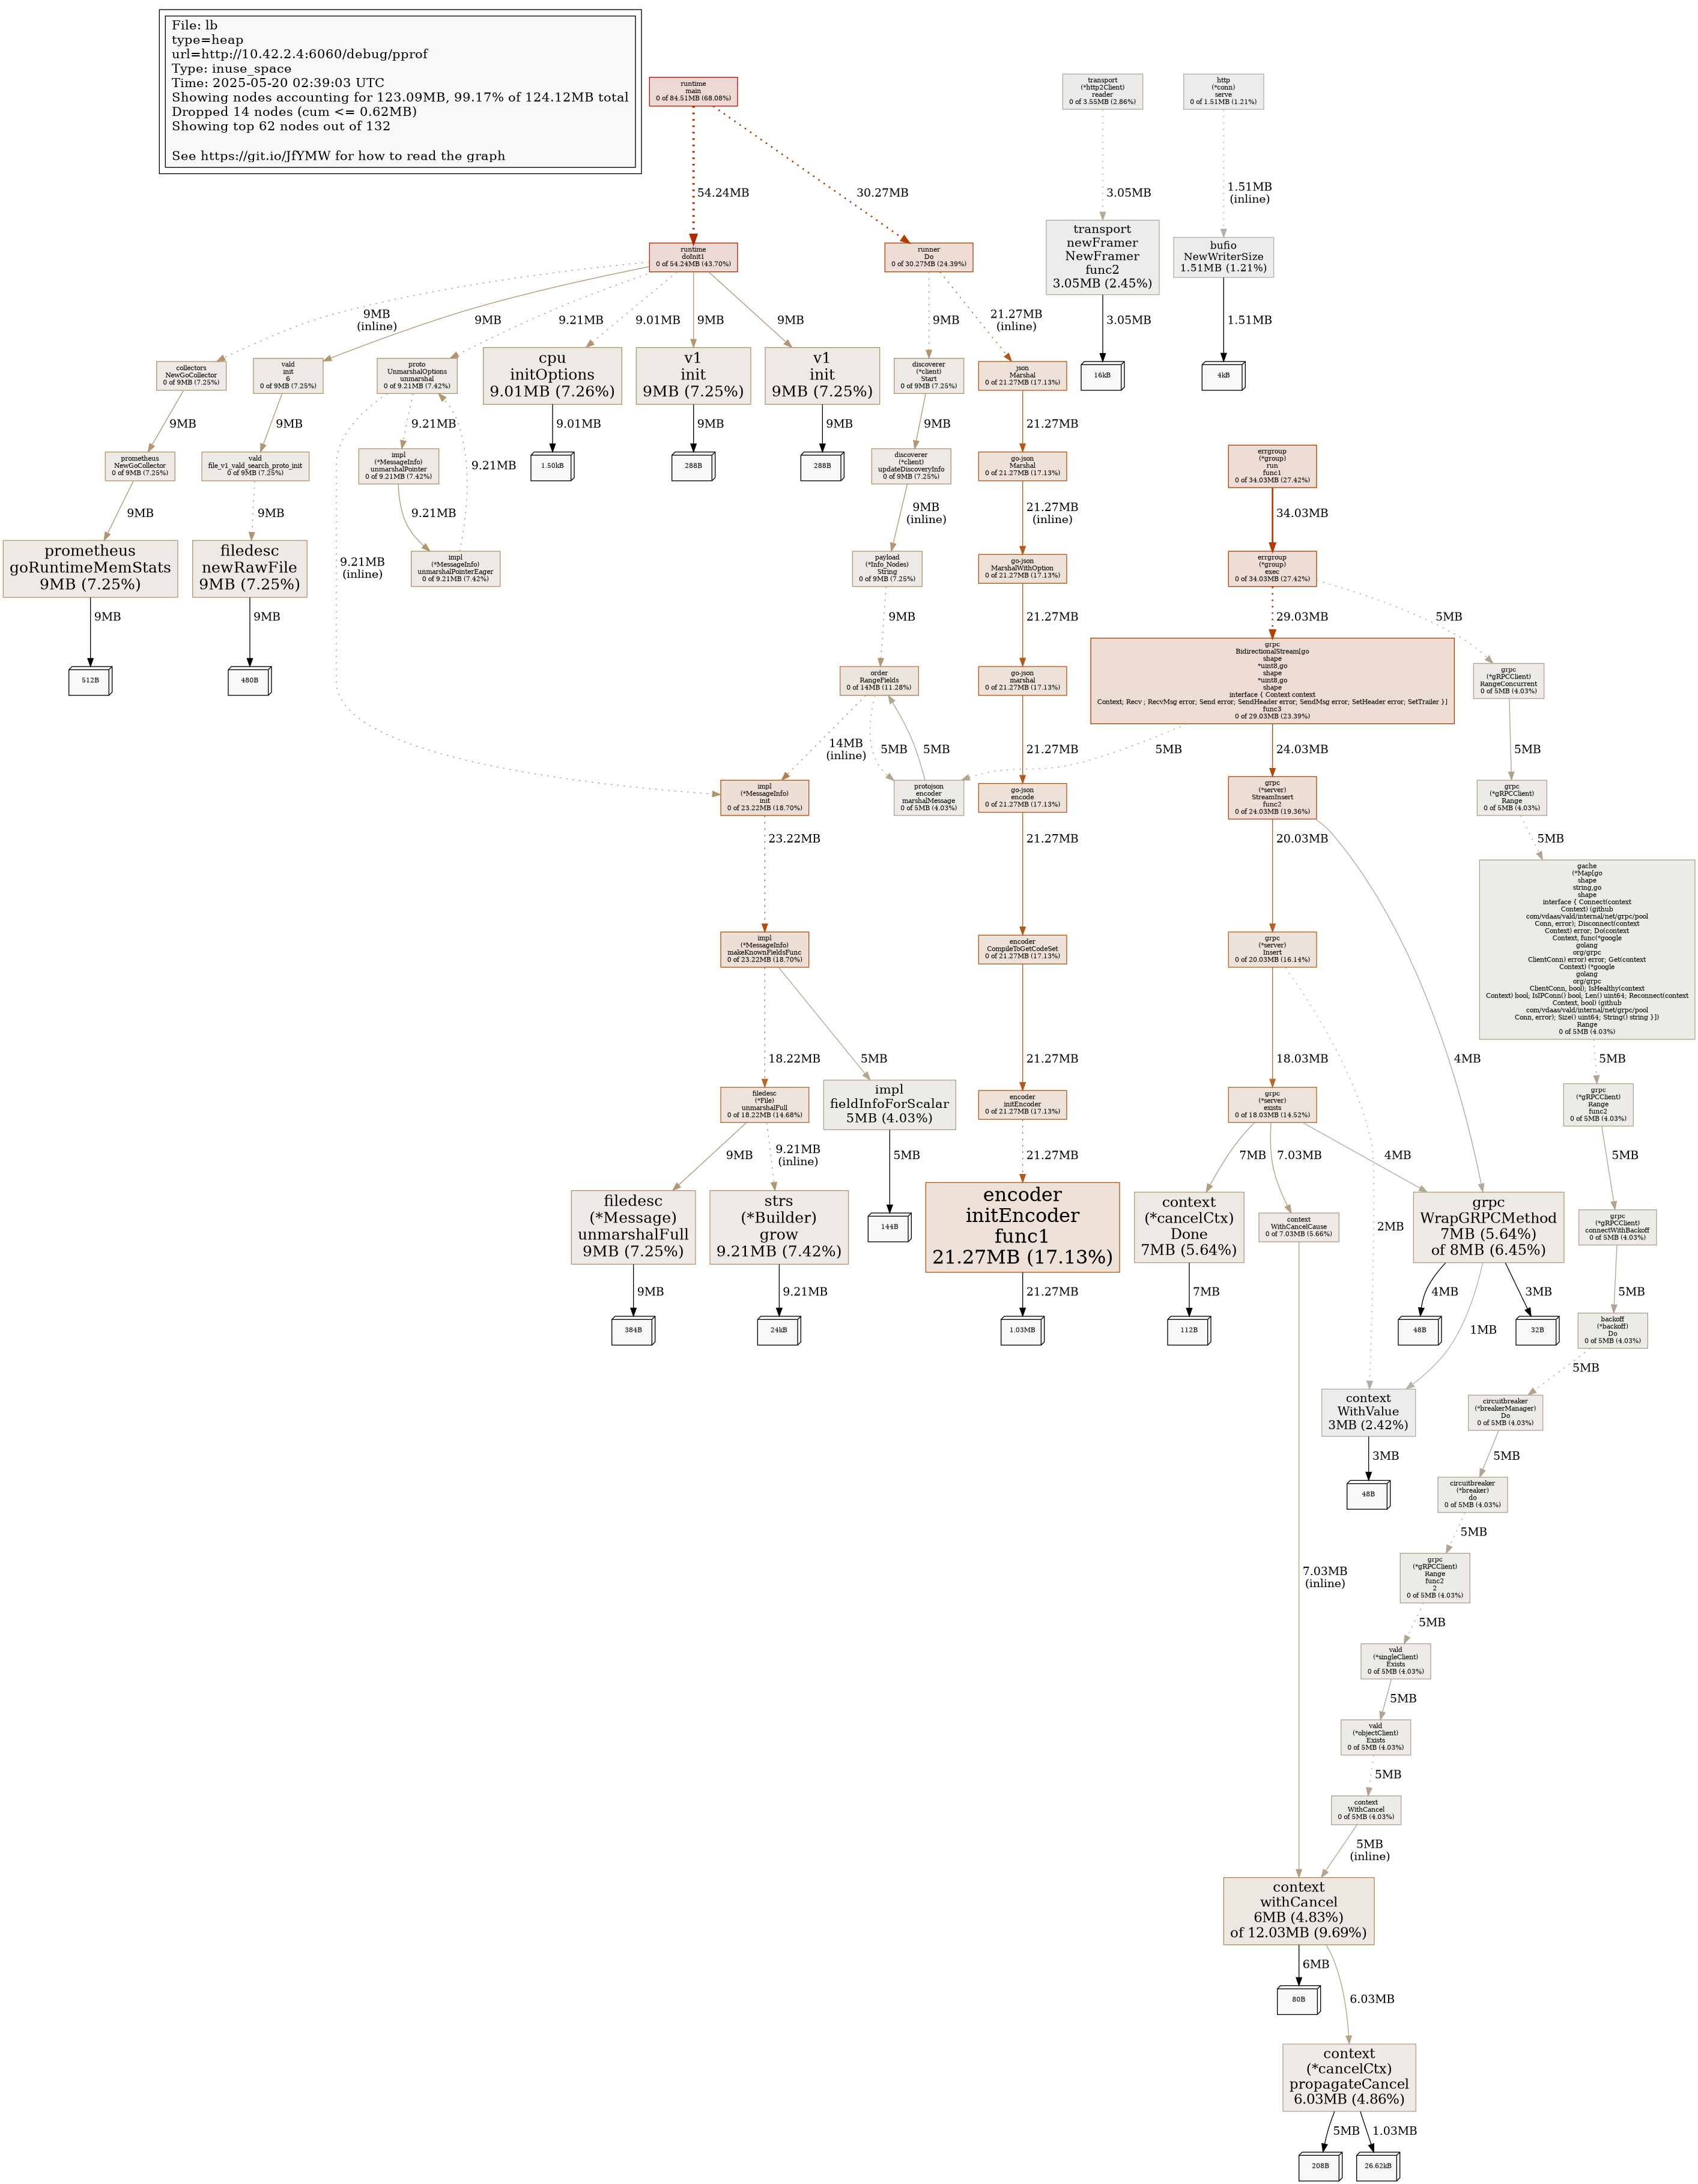 File: lb
type=heap
url=http://10.42.2.4:6060/debug/pprof
Type: inuse_space
Time: 2025-05-20 02:39:03 UTC
Showing nodes accounting for 123.09MB, 99.17% of 124.12MB total
Dropped 14 nodes (cum <= 0.62MB)
Showing top 62 nodes out of 132
See https://git.io/JfYMW for how to read the graph
runtime
main
0 of 84.51MB (68.08%)
transport
(*http2Client)
reader
0 of 3.55MB (2.86%)
http
(*conn)
serve
0 of 1.51MB (1.21%)
54.24MB
30.27MB
3.05MB
1.51MB
(inline)
runtime
doInit1
0 of 54.24MB (43.70%)
runner
Do
0 of 30.27MB (24.39%)
transport
newFramer
NewFramer
func2
3.05MB (2.45%)
bufio
NewWriterSize
1.51MB (1.21%)
9MB
(inline)
9MB
9.21MB
9.01MB
9MB
9MB
9MB
21.27MB
(inline)
3.05MB
1.51MB
collectors
NewGoCollector
0 of 9MB (7.25%)
vald
init
6
0 of 9MB (7.25%)
proto
UnmarshalOptions
unmarshal
0 of 9.21MB (7.42%)
cpu
initOptions
9.01MB (7.26%)
v1
init
9MB (7.25%)
v1
init
9MB (7.25%)
discoverer
(*client)
Start
0 of 9MB (7.25%)
json
Marshal
0 of 21.27MB (17.13%)
16kB
4kB
9MB
9MB
9.21MB
9.21MB
9.01MB
9MB
9MB
9MB
21.27MB
prometheus
NewGoCollector
0 of 9MB (7.25%)
vald
file_v1_vald_search_proto_init
0 of 9MB (7.25%)
impl
(*MessageInfo)
unmarshalPointer
0 of 9.21MB (7.42%)
1.50kB
288B
288B
discoverer
(*client)
updateDiscoveryInfo
0 of 9MB (7.25%)
go-json
Marshal
0 of 21.27MB (17.13%)
errgroup
(*group)
run
func1
0 of 34.03MB (27.42%)
9MB
9MB
9.21MB
9MB
(inline)
21.27MB
(inline)
34.03MB
prometheus
goRuntimeMemStats
9MB (7.25%)
filedesc
newRawFile
9MB (7.25%)
9.21MB
(inline)
impl
(*MessageInfo)
unmarshalPointerEager
0 of 9.21MB (7.42%)
payload
(*Info_Nodes)
String
0 of 9MB (7.25%)
go-json
MarshalWithOption
0 of 21.27MB (17.13%)
errgroup
(*group)
exec
0 of 34.03MB (27.42%)
9MB
9MB
9MB
21.27MB
29.03MB
5MB
512B
480B
order
RangeFields
0 of 14MB (11.28%)
go-json
marshal
0 of 21.27MB (17.13%)
grpc
BidirectionalStream[go
shape
*uint8,go
shape
*uint8,go
shape
interface { Context context
Context; Recv ; RecvMsg error; Send error; SendHeader error; SendMsg error; SetHeader error; SetTrailer }]
func3
0 of 29.03MB (23.39%)
grpc
(*gRPCClient)
RangeConcurrent
0 of 5MB (4.03%)
14MB
(inline)
5MB
5MB
21.27MB
5MB
24.03MB
5MB
impl
(*MessageInfo)
init
0 of 23.22MB (18.70%)
protojson
encoder
marshalMessage
0 of 5MB (4.03%)
go-json
encode
0 of 21.27MB (17.13%)
grpc
(*server)
StreamInsert
func2
0 of 24.03MB (19.36%)
grpc
(*gRPCClient)
Range
0 of 5MB (4.03%)
23.22MB
21.27MB
20.03MB
5MB
gache
(*Map[go
shape
string,go
shape
interface { Connect(context
Context) (github
com/vdaas/vald/internal/net/grpc/pool
Conn, error); Disconnect(context
Context) error; Do(context
Context, func(*google
golang
org/grpc
ClientConn) error) error; Get(context
Context) (*google
golang
org/grpc
ClientConn, bool); IsHealthy(context
Context) bool; IsIPConn() bool; Len() uint64; Reconnect(context
Context, bool) (github
com/vdaas/vald/internal/net/grpc/pool
Conn, error); Size() uint64; String() string }])
Range
0 of 5MB (4.03%)
impl
(*MessageInfo)
makeKnownFieldsFunc
0 of 23.22MB (18.70%)
encoder
CompileToGetCodeSet
0 of 21.27MB (17.13%)
grpc
(*server)
Insert
0 of 20.03MB (16.14%)
18.22MB
5MB
21.27MB
18.03MB
4MB
5MB
filedesc
(*File)
unmarshalFull
0 of 18.22MB (14.68%)
impl
fieldInfoForScalar
5MB (4.03%)
encoder
initEncoder
0 of 21.27MB (17.13%)
grpc
(*server)
exists
0 of 18.03MB (14.52%)
grpc
(*gRPCClient)
Range
func2
0 of 5MB (4.03%)
9MB
9.21MB
(inline)
5MB
21.27MB
7MB
7.03MB
4MB
5MB
filedesc
(*Message)
unmarshalFull
9MB (7.25%)
strs
(*Builder)
grow
9.21MB (7.42%)
144B
encoder
initEncoder
func1
21.27MB (17.13%)
context
(*cancelCtx)
Done
7MB (5.64%)
context
WithCancelCause
0 of 7.03MB (5.66%)
2MB
grpc
WrapGRPCMethod
7MB (5.64%)
of 8MB (6.45%)
grpc
(*gRPCClient)
connectWithBackoff
0 of 5MB (4.03%)
9MB
9.21MB
21.27MB
7MB
4MB
3MB
5MB
384B
24kB
1.03MB
112B
48B
1MB
32B
backoff
(*backoff)
Do
0 of 5MB (4.03%)
5MB
context
WithValue
3MB (2.42%)
circuitbreaker
(*breakerManager)
Do
0 of 5MB (4.03%)
3MB
5MB
48B
circuitbreaker
(*breaker)
do
0 of 5MB (4.03%)
5MB
7.03MB
(inline)
grpc
(*gRPCClient)
Range
func2
2
0 of 5MB (4.03%)
5MB
vald
(*singleClient)
Exists
0 of 5MB (4.03%)
5MB
vald
(*objectClient)
Exists
0 of 5MB (4.03%)
5MB
context
WithCancel
0 of 5MB (4.03%)
5MB
(inline)
context
withCancel
6MB (4.83%)
of 12.03MB (9.69%)
6MB
6.03MB
80B
context
(*cancelCtx)
propagateCancel
6.03MB (4.86%)
5MB
1.03MB
208B
26.62kB